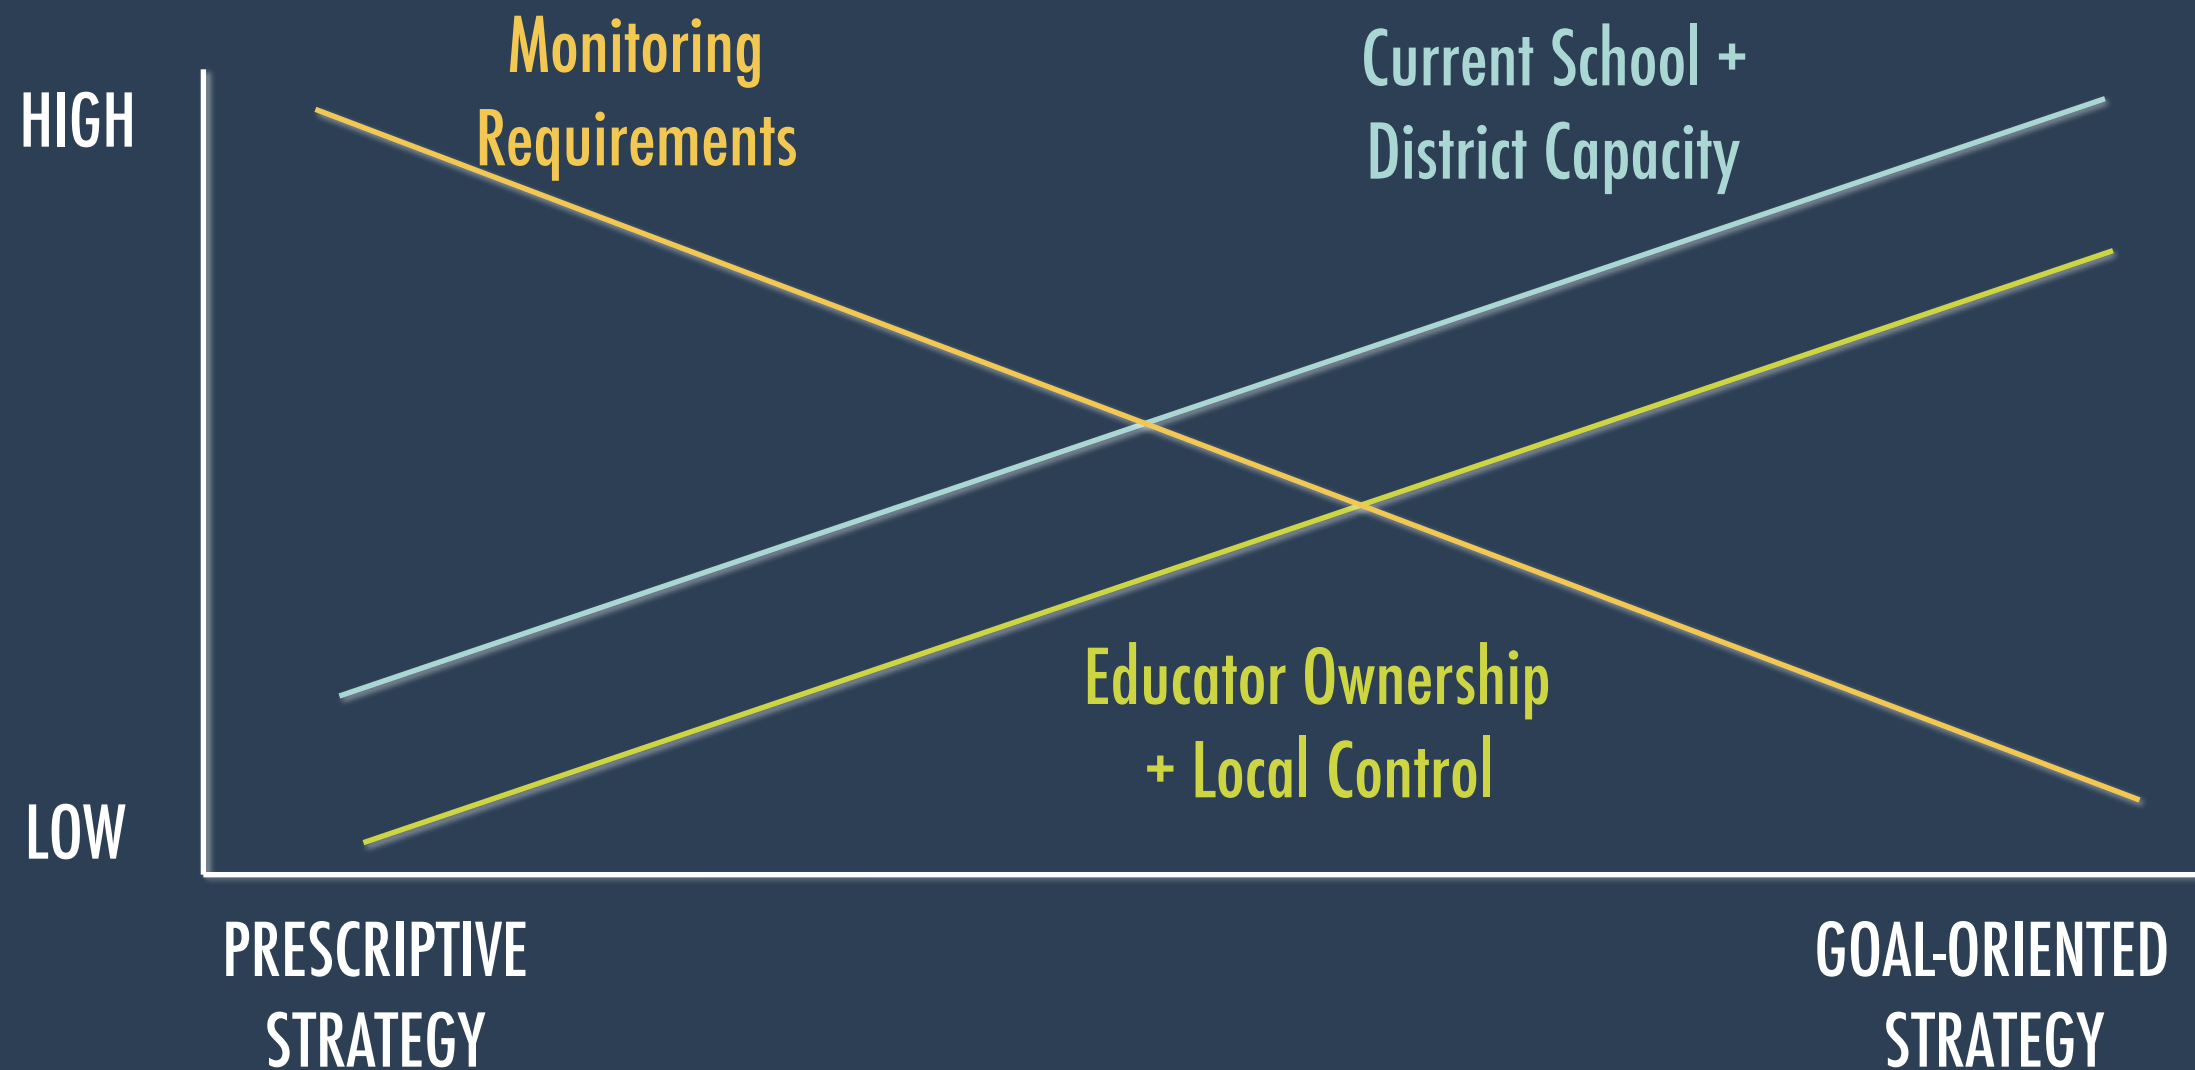 Monitoring
Requirements
Current School +
District Capacity
HIGH
Educator Ownership
+ Local Control
LOW
PRESCRIPTIVE
STRATEGY
GOAL-ORIENTED
STRATEGY